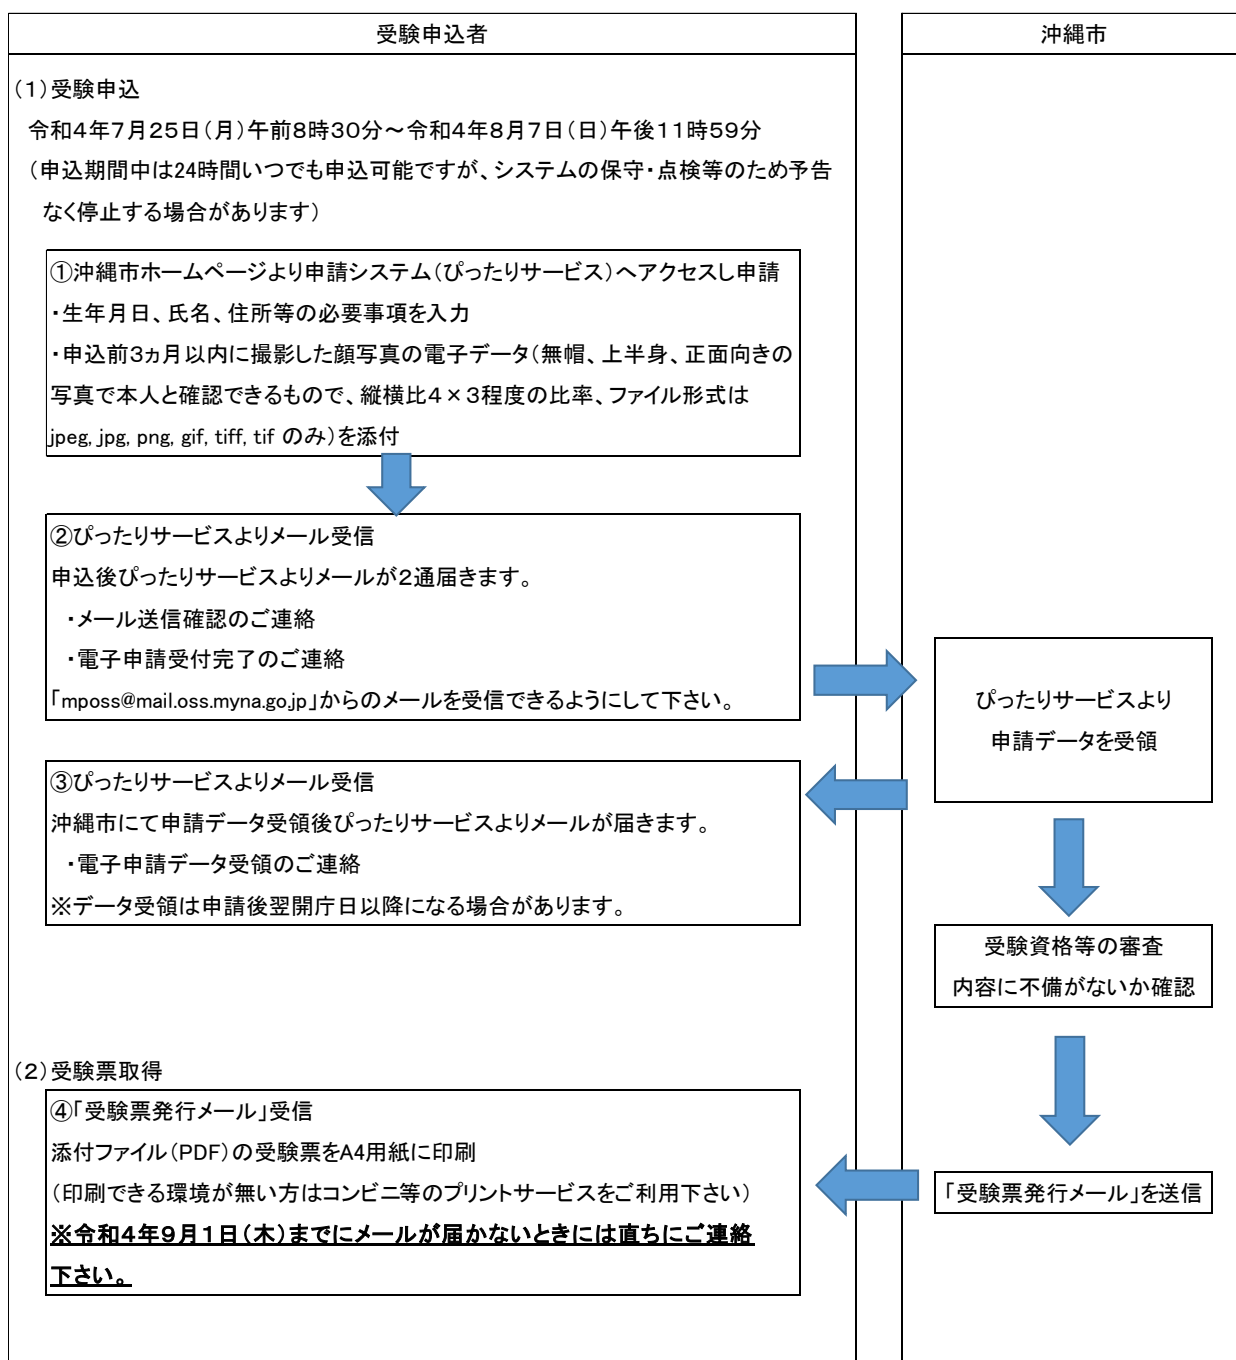 受験申込者
沖縄市
(1)受験申込
令和4年7月25日(月)午前8時30分～令和4年8月7日(日)午後11時59分
(申込期間中は24時間いつでも申込可能ですが、システムの保守・点検等のため予告
なく停止する場合があります)
①沖縄市ホームページより申請システム(ぴったりサービス)へアクセスし申請
・生年月日、氏名、住所等の必要事項を入力
・申込前3ヵ月以内に撮影した顔写真の電子データ(無帽、上半身、正面向きの
写真で本人と確認できるもので、縦横比4×3程度の比率、ファイル形式は
jpeg, jpg, png, gif, tiff, tif のみ)を添付
②ぴったりサービスよりメール受信
申込後ぴったりサービスよりメールが2通届きます。
・メール送信確認のご連絡
・電子申請受付完了のご連絡
「mposs@mail.oss.myna.go.jp」からのメールを受信できるようにして下さい。
ぴったりサービスより
申請データを受領
③ぴったりサービスよりメール受信
沖縄市にて申請データ受領後ぴったりサービスよりメールが届きます。
・電子申請データ受領のご連絡
※データ受領は申請後翌開庁日以降になる場合があります。
受験資格等の審査
内容に不備がないか確認
(2)受験票取得
④「受験票発行メール」受信
添付ファイル(PDF)の受験票をA4用紙に印刷
(印刷できる環境が無い方はコンビニ等のプリントサービスをご利用下さい)
※令和4年9月1日(木)までにメールが届かないときには直ちにご連絡
下さい。
「受験票発行メール」を送信